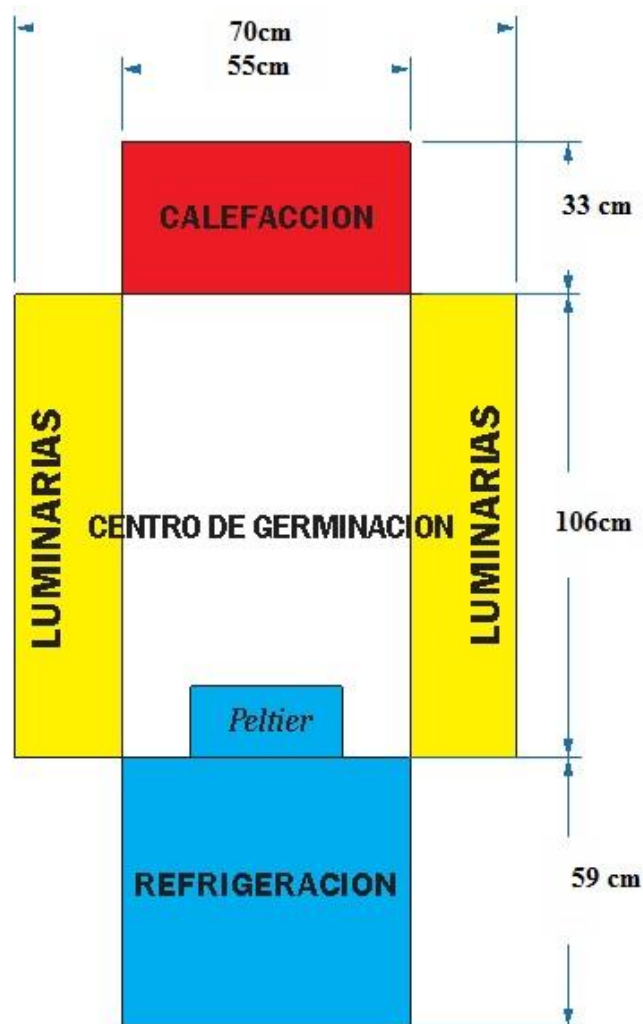 70cm
55cm
CALEFACCION
33 cm
LUMINARIAS
CENTRO DE GERMINACION
LUMINARIAS
106cm
Peltier
REFRIGERACION
59 cm